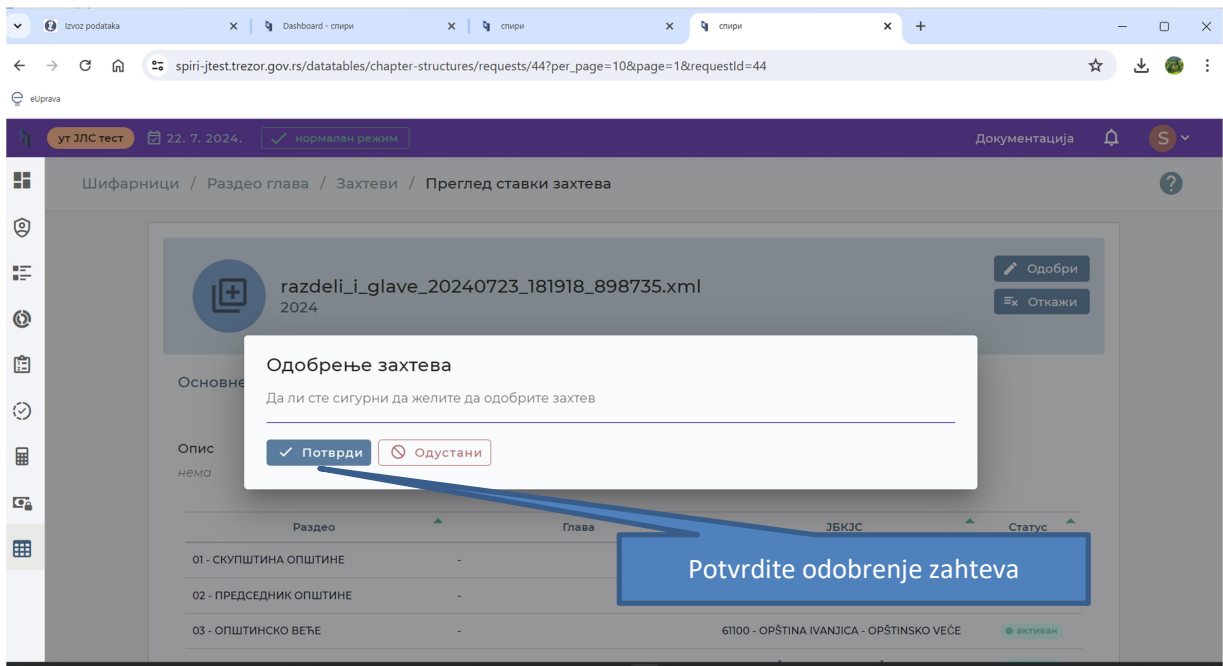 Izvoz podataka
Dashboard - спири
спири
спири
spiri-jtest.trezor.gov.rs/datatables/chapter-structures/requests/44?per_page=10&page=1&requestId=44
eUprava
ут ЈЛС тест
22. 7. 2024.
нормалан режим
Документација
S
Шифарници / Раздео глава / Захтеви / Преглед ставки захтева
razdeli_i_glave_20240723_181918_898735.xml
2024
Одобри
Откажи
Одобрење захтева
Основне
Да ли сте сигурни да желите да одобрите захтев
Опис
Потврди
Одустани
нема
Раздео
Глава
ЈБКЈС
Статус
Potvrdite odobrenje zahteva
01 - СКУПШТИНА ОПШТИНЕ -
02 - ПРЕДСЕДНИК ОПШТИНЕ -
03 - ОПШТИНСКО ВЕЋЕ - 61100 - OPŠTINA IVANJICA - OPŠTINSKO VEĆE активан